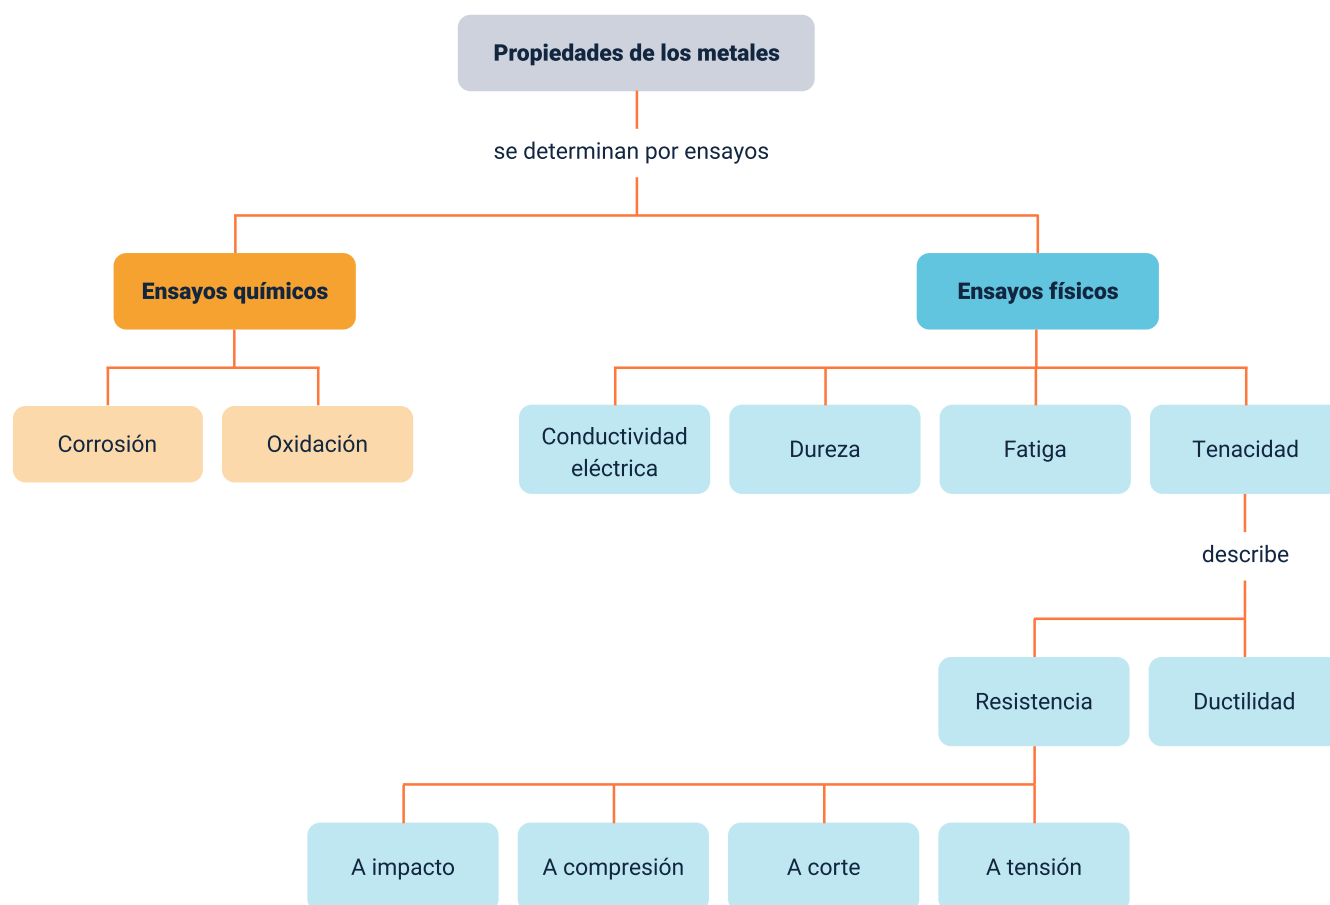 Propiedades de los metales
se determinan por ensayos
Ensayos químicos
Ensayos físicos
Corrosión
Oxidación
Conductividad
eléctrica
Dureza
Fatiga
Tenacidad
describe
Resistencia
Ductilidad
A impacto
A compresión
A corte
A tensión